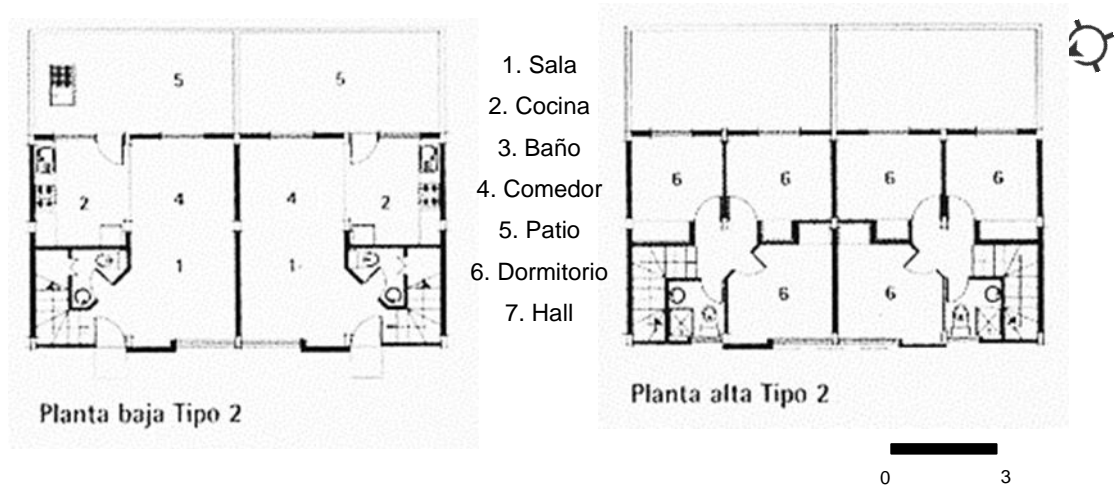 5 5
2 4 4 2
1 1
Planta baja Tipo 2
1. Sala
2. Cocina
3. Baño
4. Comedor
5. Patio
6. Dormitorio
7. Hall
6 6 6 6
6 6
Planta alta Tipo 2
0 3